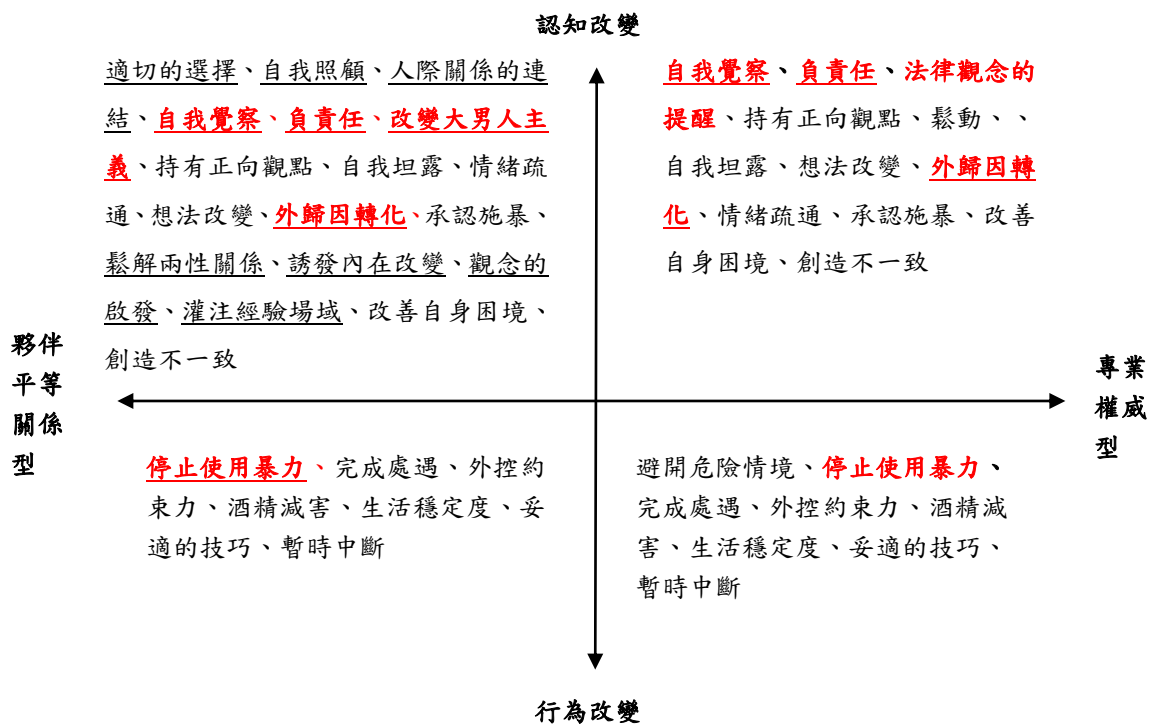 認知改變
適切的選擇、自我照顧、人際關係的連
結、自我覺察、負責任、改變大男人主
義、持有正向觀點、自我坦露、情緒疏
通、想法改變、外歸因轉化、承認施暴、
鬆解兩性關係、誘發內在改變、觀念的
啟發、灌注經驗場域、改善自身困境、
創造不一致
自我覺察、負責任、法律觀念的
提醒、持有正向觀點、鬆動、、
自我坦露、想法改變、外歸因轉
化、情緒疏通、承認施暴、改善
自身困境、創造不一致
夥伴
平等
關係
型
專業
權威
型
停止使用暴力、完成處遇、外控約
束力、酒精減害、生活穩定度、妥
適的技巧、暫時中斷
避開危險情境、停止使用暴力、
完成處遇、外控約束力、酒精減
害、生活穩定度、妥適的技巧、
暫時中斷
行為改變